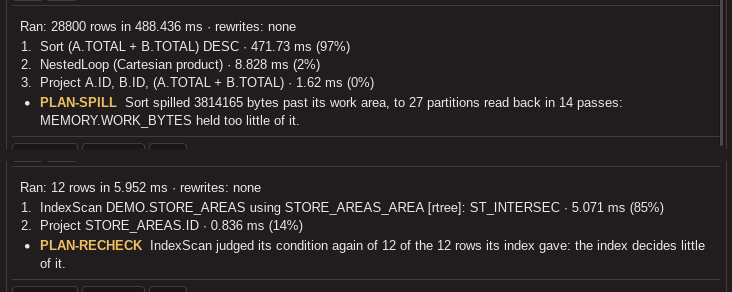 Ran: 28800 rows in 488.436 ms · rewrites: none
1. Sort (A.TOTAL + B.TOTAL) DESC · 471.73 ms (97%)
2. NestedLoop (Cartesian product) · 8.828 ms (2%)
3. Project A.ID, B.ID, (A.TOTAL + B.TOTAL) · 1.62 ms (0%)
• PLAN-SPILL Sort spilled 3814165 bytes past its work area, to 27 partitions read back in 14 passes:
MEMORY.WORK_BYTES held too little of it.
Ran: 12 rows in 5.952 ms · rewrites: none
1. IndexScan DEMO.STORE_AREAS using STORE_AREAS_AREA [rtree]: ST_INTERSEC · 5.071 ms (85%)
2. Project STORE_AREAS.ID · 0.836 ms (14%)
• PLAN-RECHECK IndexScan judged its condition again of 12 of the 12 rows its index gave: the index decides little
of it.